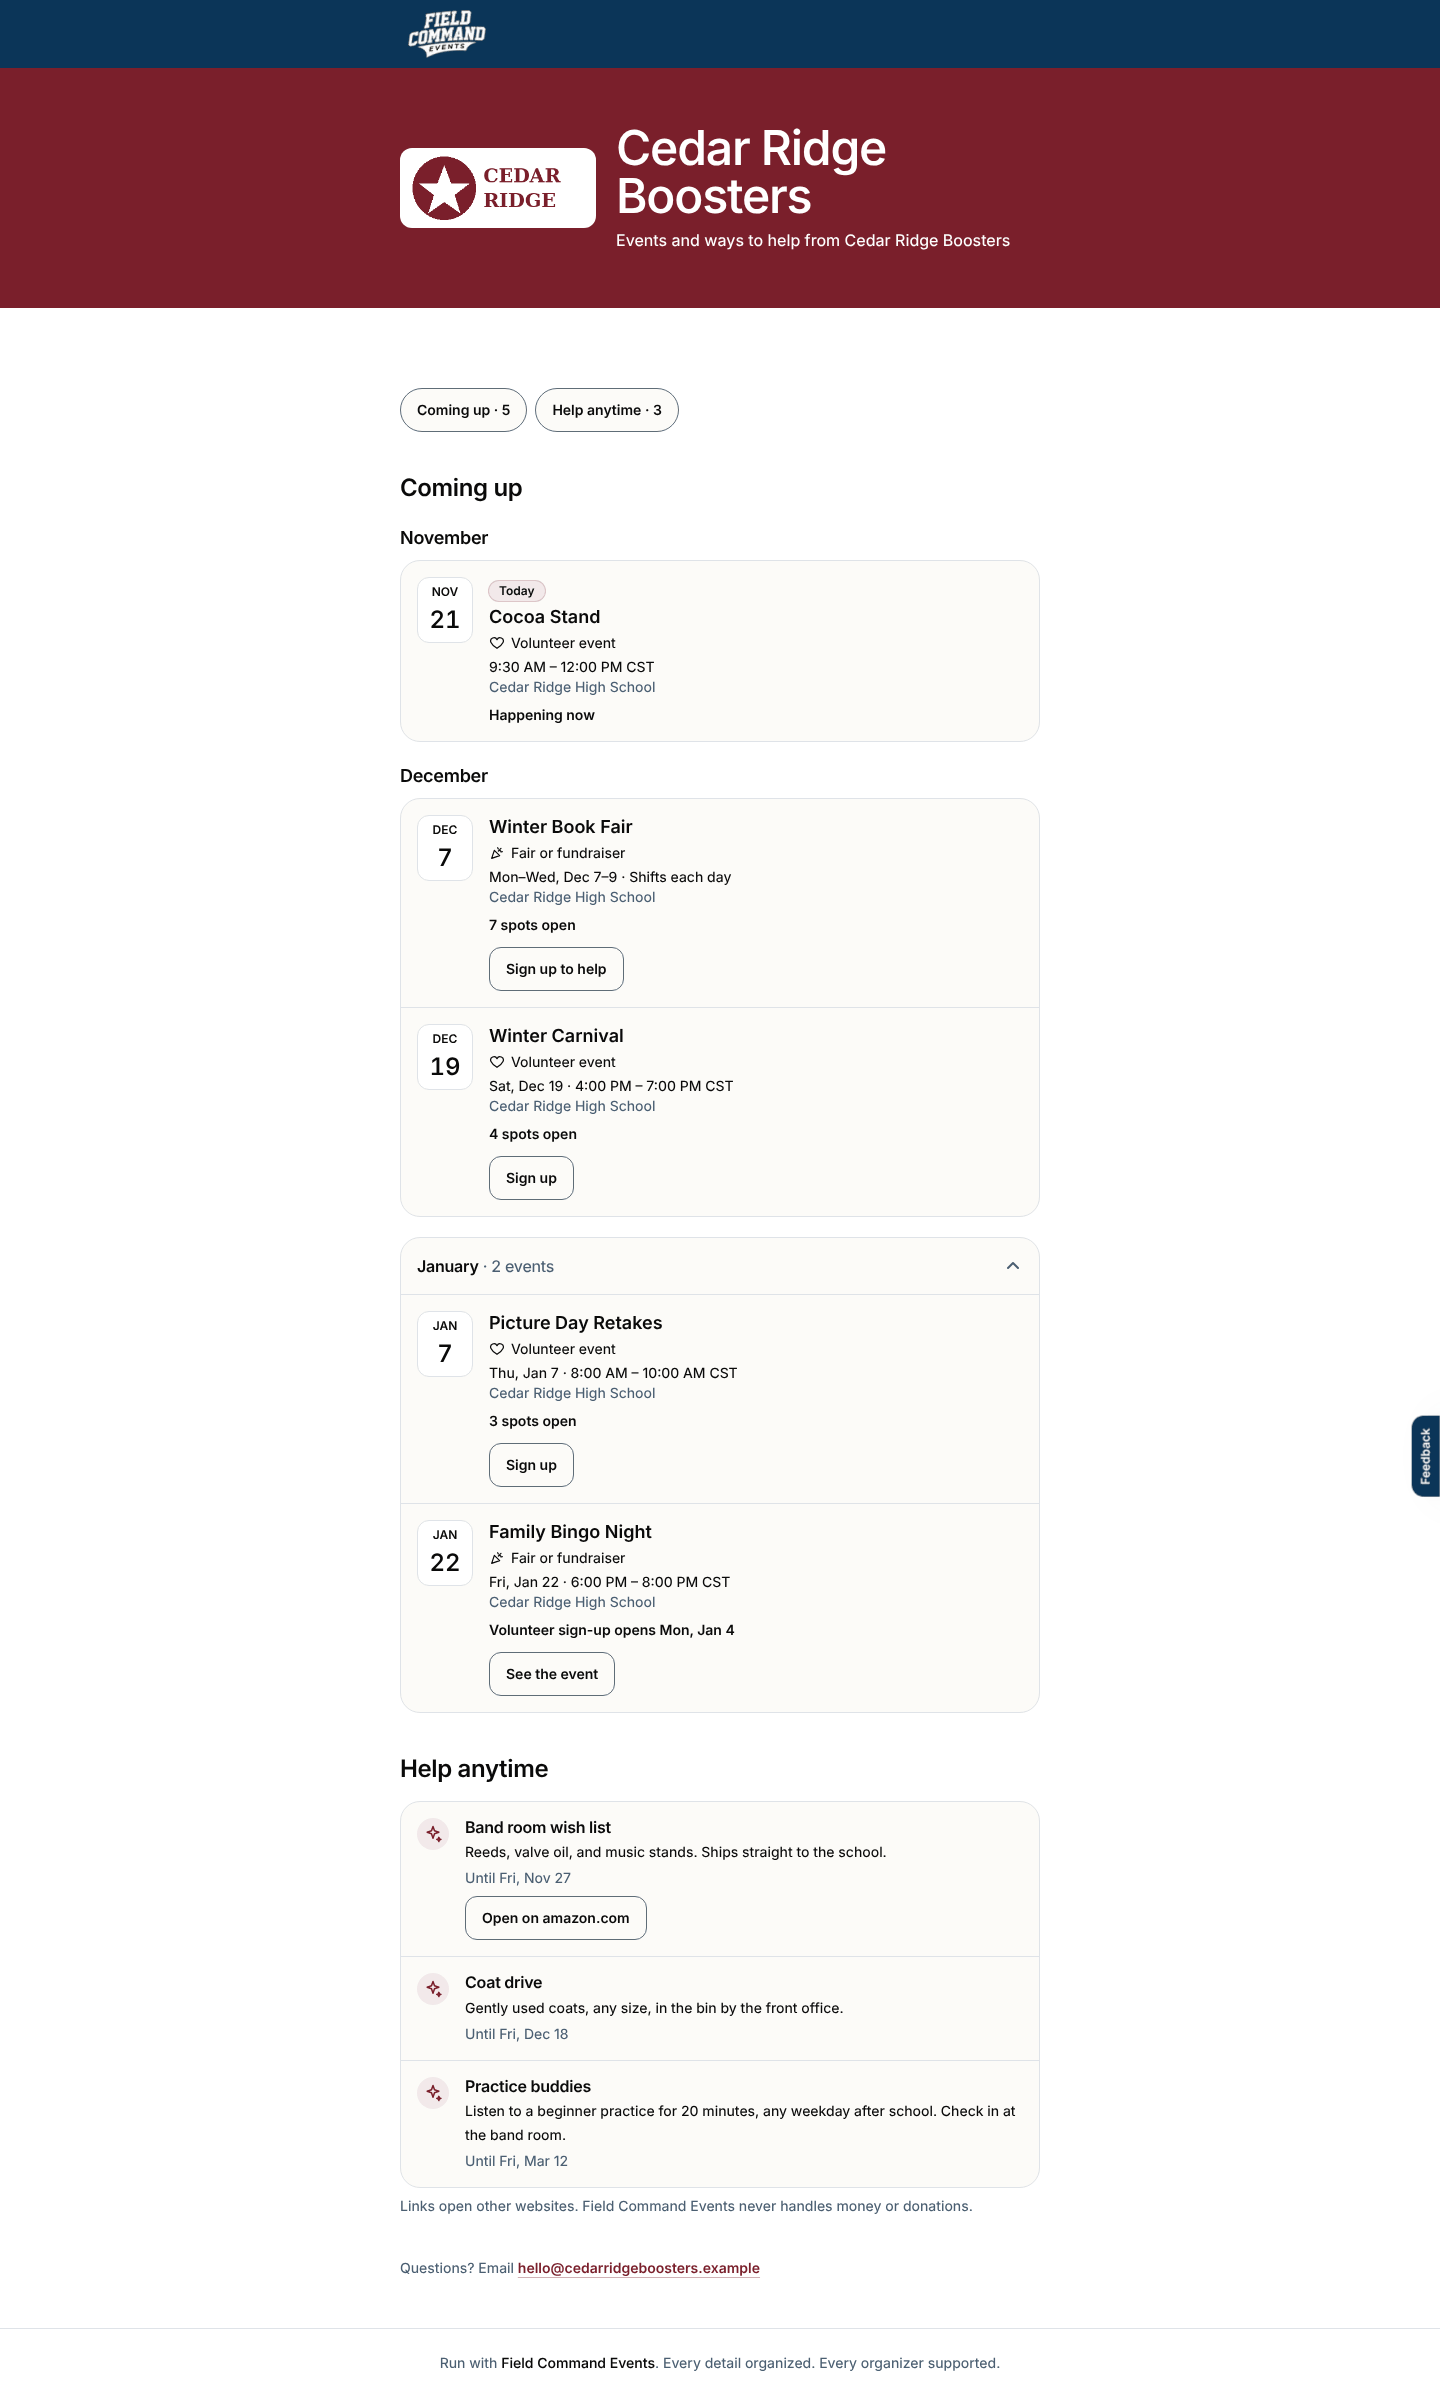 FIELD
COMMAND
EVENTS
CEDAR
RIDGE
Cedar Ridge
Boosters
Events and ways to help from Cedar Ridge Boosters
Coming up · 5
Help anytime · 3
Coming up
November
NOV
21
Today
Cocoa Stand
Volunteer event
9:30 AM – 12:00 PM CST
Cedar Ridge High School
Happening now
December
DEC
7
Winter Book Fair
Fair or fundraiser
Mon–Wed, Dec 7–9 · Shifts each day
Cedar Ridge High School
7 spots open
Sign up to help
DEC
19
Winter Carnival
Volunteer event
Sat, Dec 19 · 4:00 PM – 7:00 PM CST
Cedar Ridge High School
4 spots open
Sign up
January · 2 events
JAN
7
Picture Day Retakes
Volunteer event
Thu, Jan 7 · 8:00 AM – 10:00 AM CST
Cedar Ridge High School
3 spots open
Sign up
Feedback
JAN
22
Family Bingo Night
Fair or fundraiser
Fri, Jan 22 · 6:00 PM – 8:00 PM CST
Cedar Ridge High School
Volunteer sign-up opens Mon, Jan 4
See the event
Help anytime
Band room wish list
Reeds, valve oil, and music stands. Ships straight to the school.
Until Fri, Nov 27
Open on amazon.com
Coat drive
Gently used coats, any size, in the bin by the front office.
Until Fri, Dec 18
Practice buddies
Listen to a beginner practice for 20 minutes, any weekday after school. Check in at
the band room.
Until Fri, Mar 12
Links open other websites. Field Command Events never handles money or donations.
Questions? Email hello@cedarridgeboosters.example
Run with Field Command Events. Every detail organized. Every organizer supported.